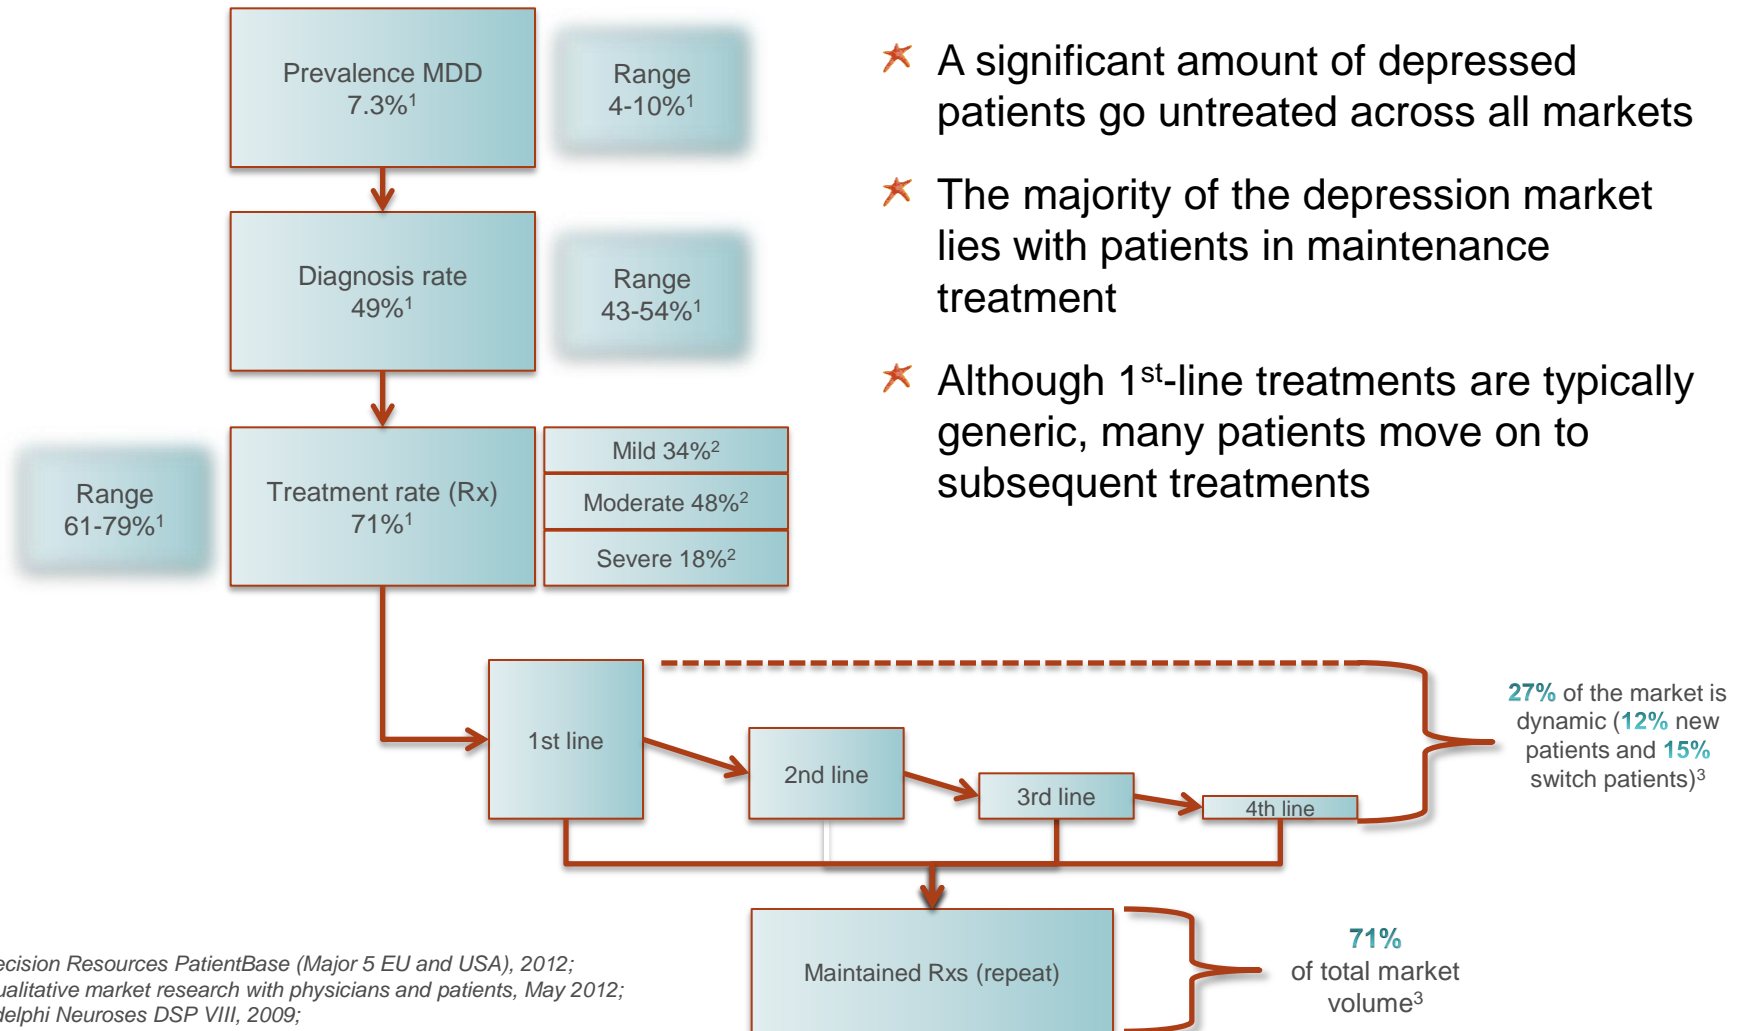 Prevalence MDD
7.3%¹
Range
4-10%¹
Diagnosis rate
49%¹
Range
43-54%¹
Range
61-79%¹
Treatment rate (Rx)
71%¹
Mild 34%²
Moderate 48%²
Severe 18%²
A significant amount of depressed
patients go untreated across all markets
The majority of the depression market
lies with patients in maintenance
treatment
Although 1st-line treatments are typically
generic, many patients move on to
subsequent treatments
1st line
2nd line
3rd line
4th line
27% of the market is
dynamic (12% new
patients and 15%
switch patients)³
Maintained Rxs (repeat)
71%
of total market
volume³
Resources PatientBase (Major 5 EU and USA), 2012;
market research with physicians and patients, May 2012;
Neuroses DSP VIII, 2009;